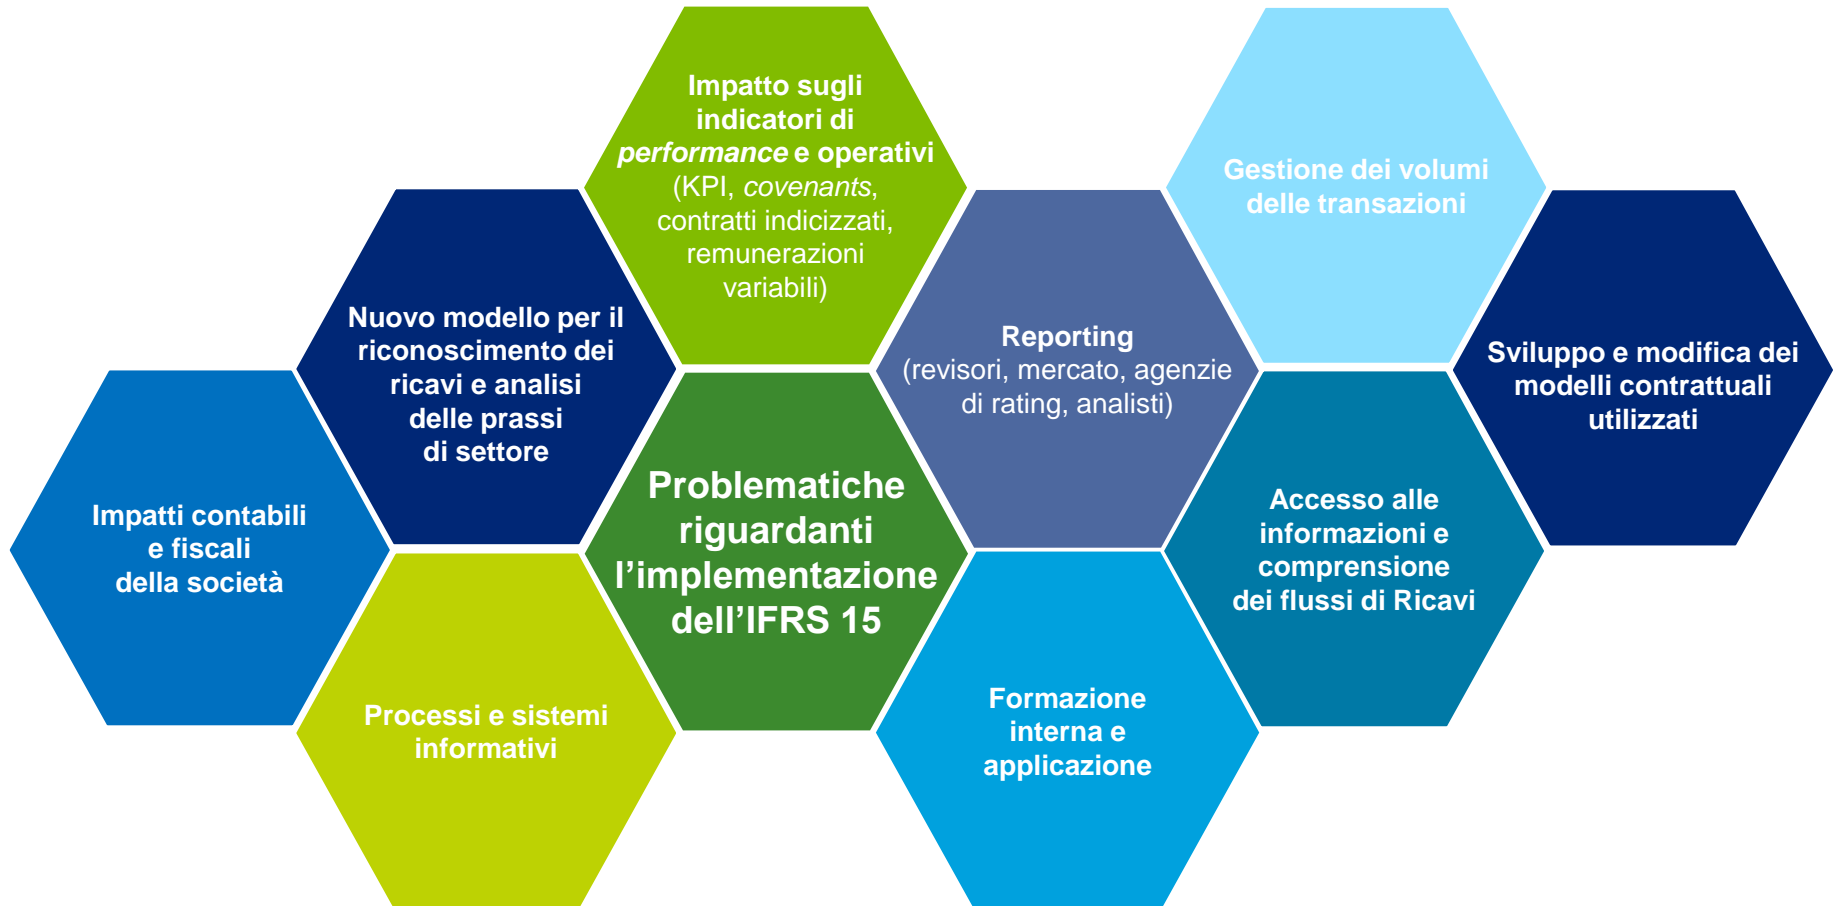 Impatto sugli
indicatori di
performance e operativi
(KPI, covenants,
contratti indicizzati,
remunerazioni
variabili)
Gestione dei volumi
delle transazioni
Nuovo modello per il
riconoscimento dei
ricavi e analisi
delle prassi
di settore
Reporting
(revisori, mercato, agenzie
di rating, analisti)
Sviluppo e modifica dei
modelli contrattuali
utilizzati
Impatti contabili
e fiscali
della società
Problematiche
riguardanti
l’implementazione
dell’IFRS 15
Accesso alle
informazioni e
comprensione
dei flussi di Ricavi
Processi e sistemi
informativi
Formazione
interna e
applicazione